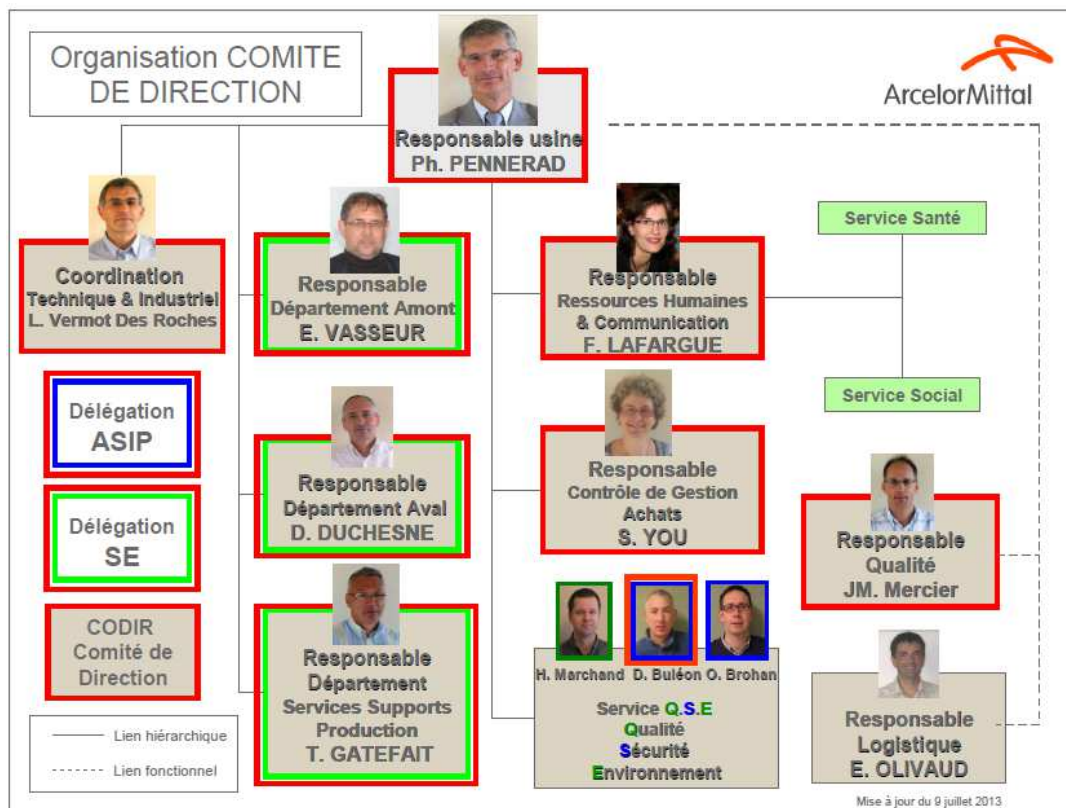 Organisation COMITE
DE DIRECTION
ArcelorMittal
Responsable usine
Ph. PENNERAD
Coordination
Technique & Industriel
L. Vermot Des Roches
Responsable
Département Amont
E. VASSEUR
Responsable
Ressources Humaines
& Communication
F. LAFARGUE
Service Santé
Service Social
Délégation
ASIP
Responsable
Département Aval
D. DUCHESNE
Responsable
Contrôle de Gestion
Achats
S. YOU
Responsable
Qualité
JM. Mercier
Délégation
SE
CODIR
Comité de
Direction
Responsable
Département
Services Supports
Production
T. GATEFAIT
H. Marchand
D. Buléon
O. Brohan
Service Q.S.E
Qualité
Sécurité
Environnement
Responsable
Logistique
E. OLIVAUD
Lien hiérarchique
Lien fonctionnel
Mise à jour du 9 juillet 2013